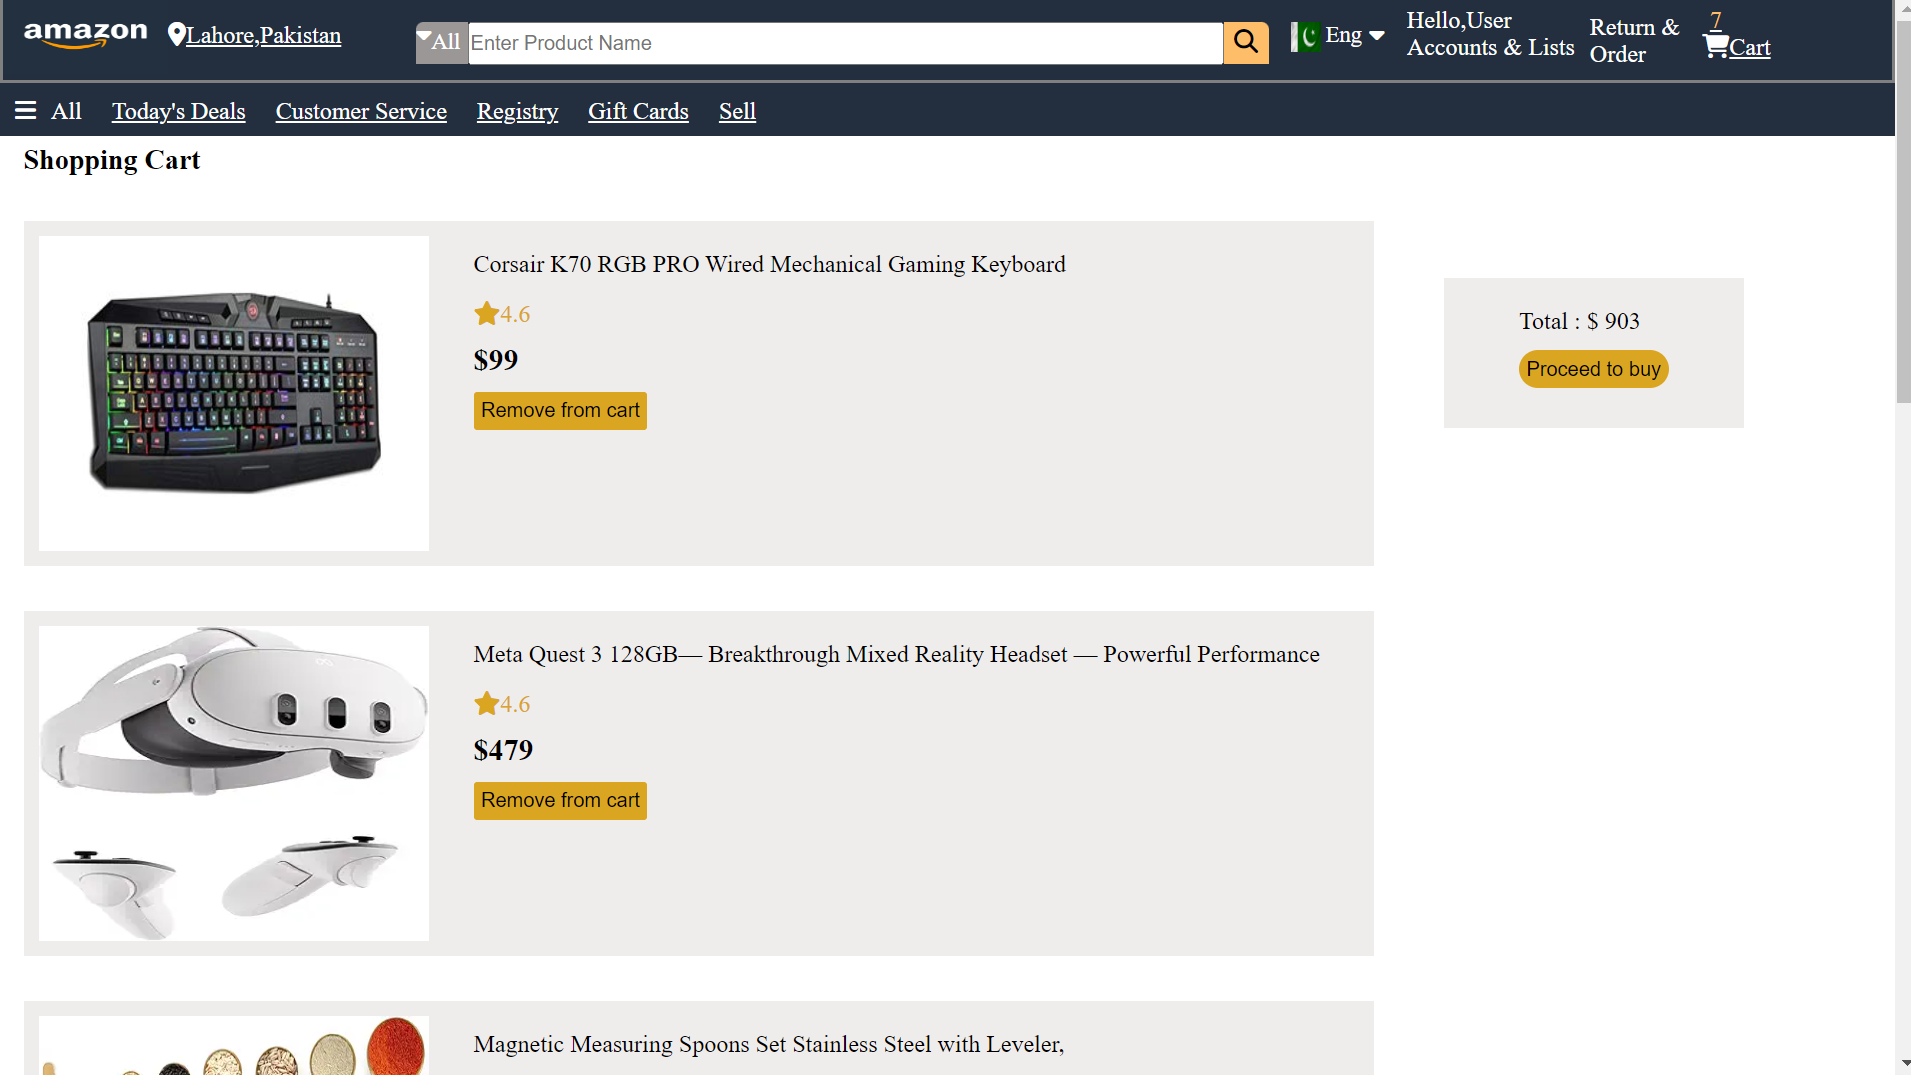 amazon
Lahore,Pakistan
All
Enter Product Name
Eng
Hello,User
Accounts & Lists
Return &
Order
7
Cart
All
Today's Deals
Customer Service
Registry
Gift Cards
Sell
Shopping Cart
Corsair K70 RGB PRO Wired Mechanical Gaming Keyboard
4.6
$99
Remove from cart
Total : $ 903
Proceed to buy
Meta Quest 3 128GB— Breakthrough Mixed Reality Headset — Powerful Performance
4.6
$479
Remove from cart
Magnetic Measuring Spoons Set Stainless Steel with Leveler,